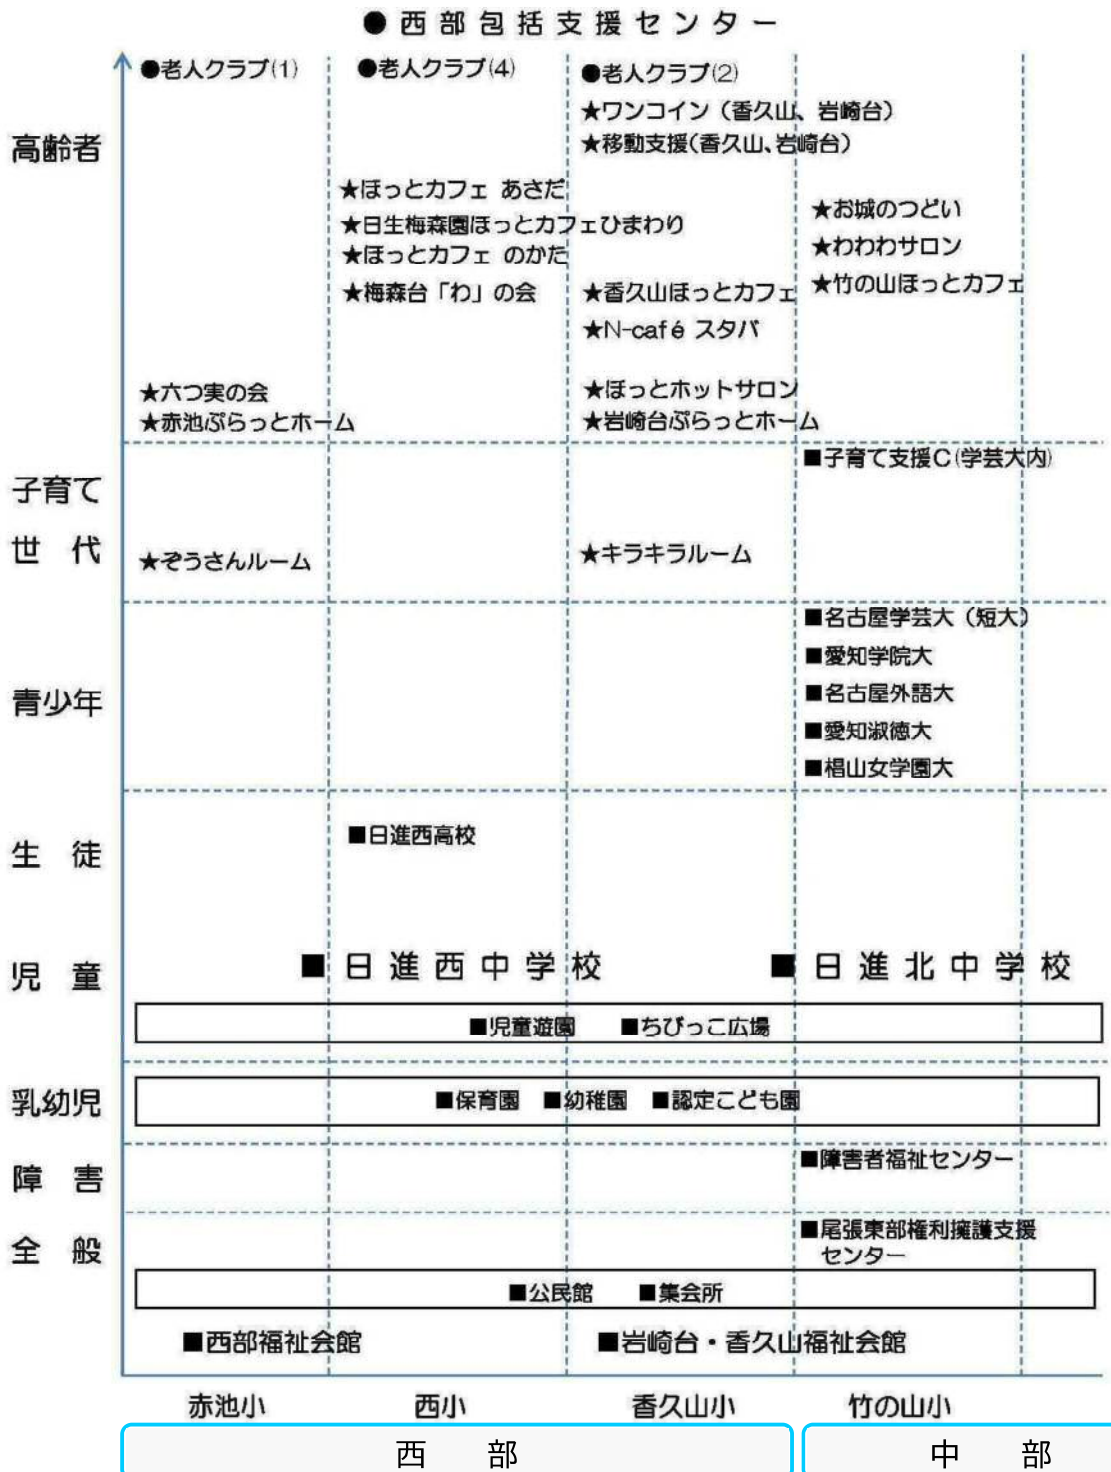 ●西部包括支援センター
●老人クラブ(1) ●老人クラブ(4) ●老人クラブ(2)
★ワンコイン（香久山、岩崎台）
高齢者
★移動支援(香久山、岩崎台)
★ほっとカフェ あさだ
★お城のつどい
★日生梅森園ほっとカフェひまわり
★わわわサロン
★ほっとカフェ のかた
★竹の山ほっとカフェ
★梅森台「わ」の会 ★香久山ほっとカフェ
★N-café スタバ
★六つ実の会 ★ほっとホットサロン
★赤池ぷらっとホーム ★岩崎台ぷらっとホーム
■子育て支援C(学芸大内)
子育て
世 代
★ぞうさんルーム ★キラキラルーム
■名古屋学芸大（短大）
■愛知学院大
青少年
■名古屋外語大
■愛知淑徳大
■椙山女学園大
■日進西高校
生 徒
■日進西中学校 ■日進北中学校
児 童
■児童遊園 ■ちびっこ広場
乳幼児
■保育園 ■幼稚園 ■認定こども園
■障害者福祉センター
障 害
■尾張東部権利擁護支援
センター
全 般
■公民館 ■集会所
■西部福祉会館 ■岩崎台・香久山福祉会館
赤池小 西小 香久山小 竹の山小
西 部 中 部